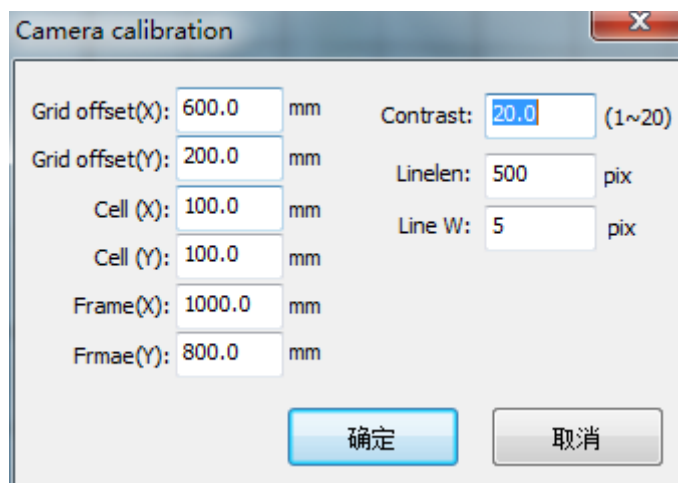 Camera calibration
Grid offset(X): 600.0 mm
Contrast: 20.0 (1~20)
Grid offset(Y): 200.0 mm
Linelen: 500 pix
Cell (X): 100.0 mm
Line W: 5 pix
Cell (Y): 100.0 mm
Frame(X): 1000.0 mm
Frmae(Y): 800.0 mm
确定
取消